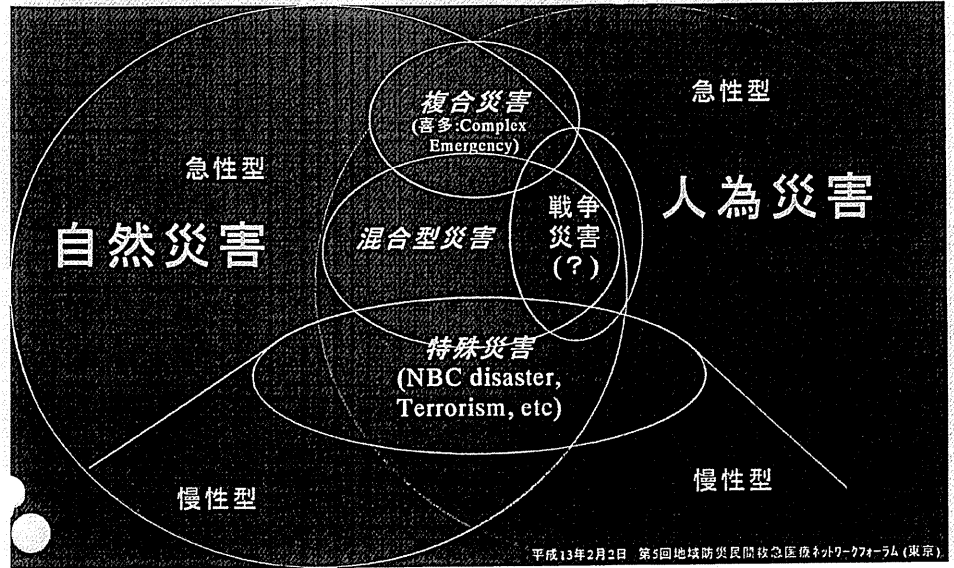 複合災害
(喜多:Complex
Emergency)
急性型
急性型
自然災害
混合型災害
戦争
災害
(?)
人為災害
特殊災害
(NBC disaster,
Terrorism, etc)
慢性型
慢性型
平成13年2月2日 第5回地域防災民間救急医療ネットワークフォーラム (東京)